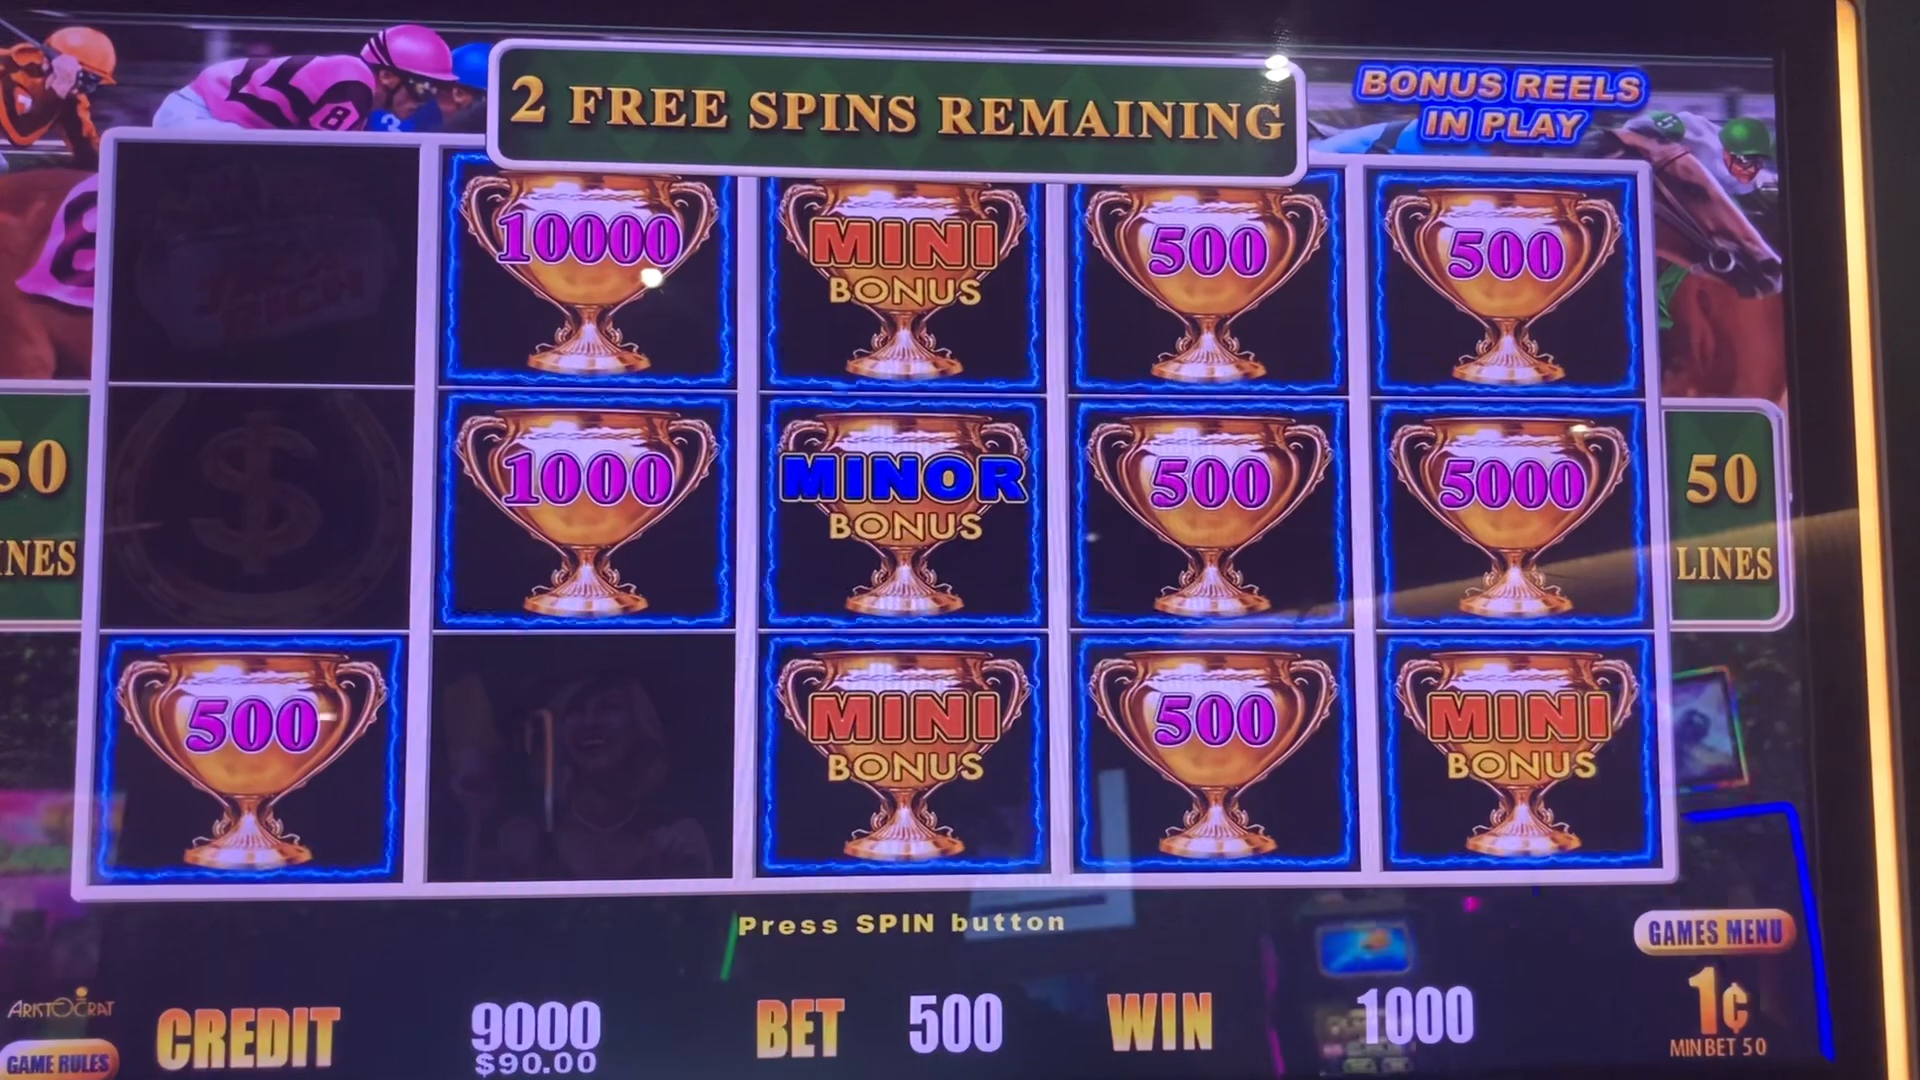 2 FREE SPINS REMAINING
BONUS REELS
IN PLAY
8
3
10000
MINI
BONUS
500
500
50
LINES
1000
MINOR
BONUS
500
5000
50
LINES
500
MINI
BONUS
500
MINI
BONUS
Press SPIN button
GAMES MENU
ARISTOCRAT
GAME RULES
CREDIT
9000
$90.00
BET
500
WIN
1000
1¢
MIN BET 50